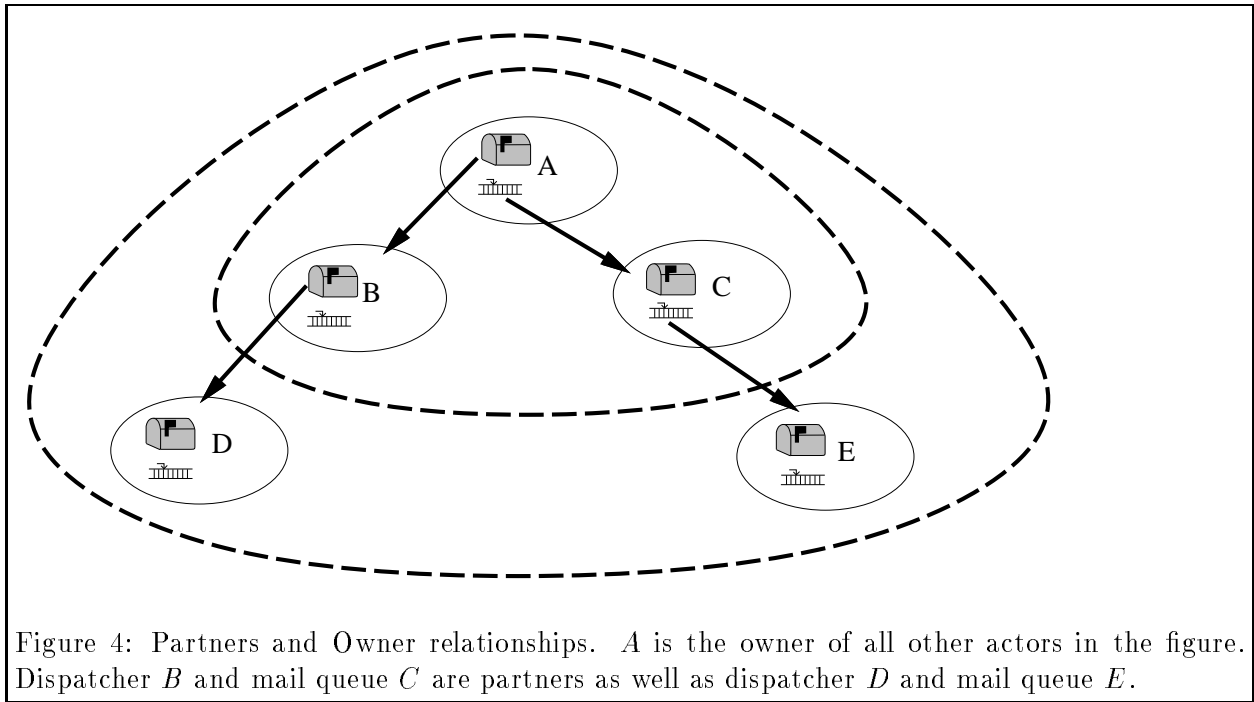 A
B
C
D
E
Figure 4: Partners and Owner relationships. A is the owner of all other actors in the figure.
Dispatcher B and mail queue C are partners as well as dispatcher D and mail queue E.